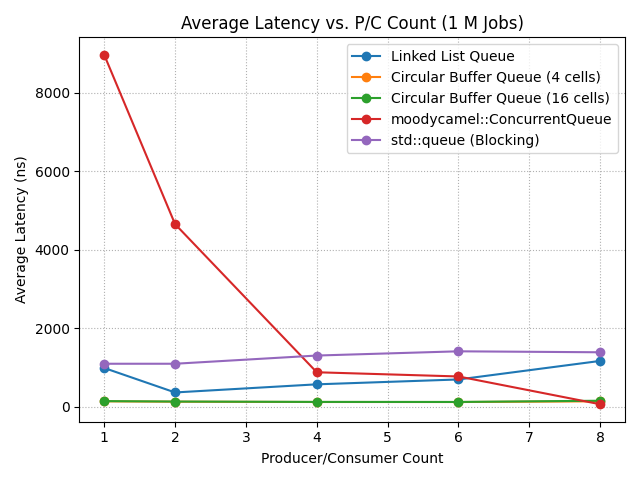 Average Latency vs. P/C Count (1 M Jobs)
Linked List Queue
Circular Buffer Queue (4 cells)
Circular Buffer Queue (16 cells)
moodycamel::ConcurrentQueue
std::queue (Blocking)
Average Latency (ns)
8000
6000
4000
2000
0
1 2 3 4 5 6 7 8
Producer/Consumer Count